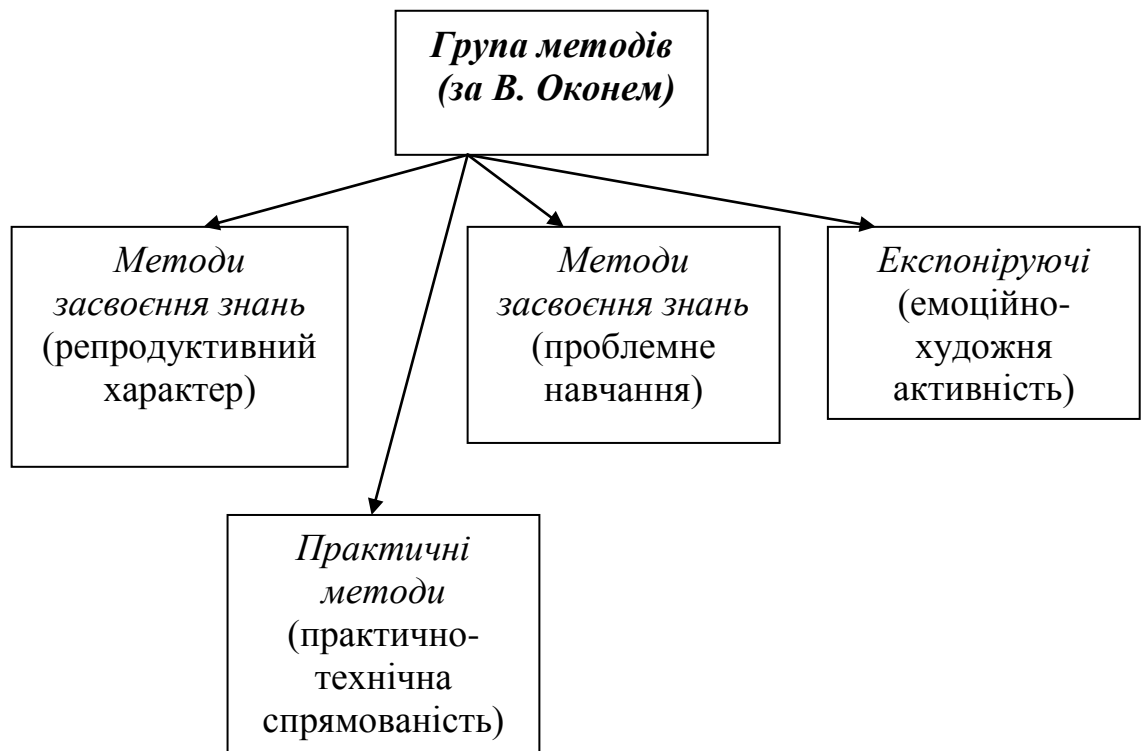 Група методів
(за В. Оконем)
Методи
засвоєння знань
(репродуктивний
характер)
Методи
засвоєння знань
(проблемне
навчання)
Експоніруючі
(емоційно-
художня
активність)
Практичні
методи
(практично-
технічна
спрямованість)